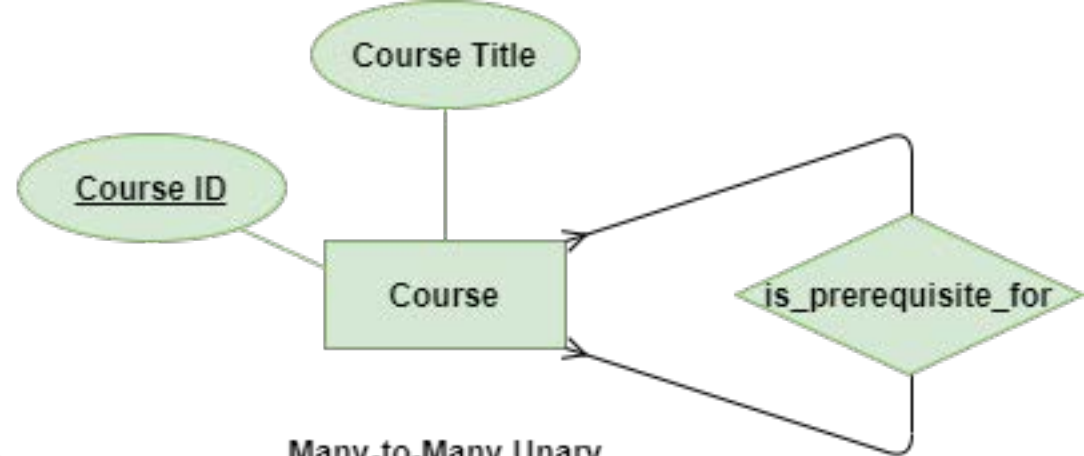 Course Title
Course ID
Course
is_prerequisite_for
Many-to-Many Unary